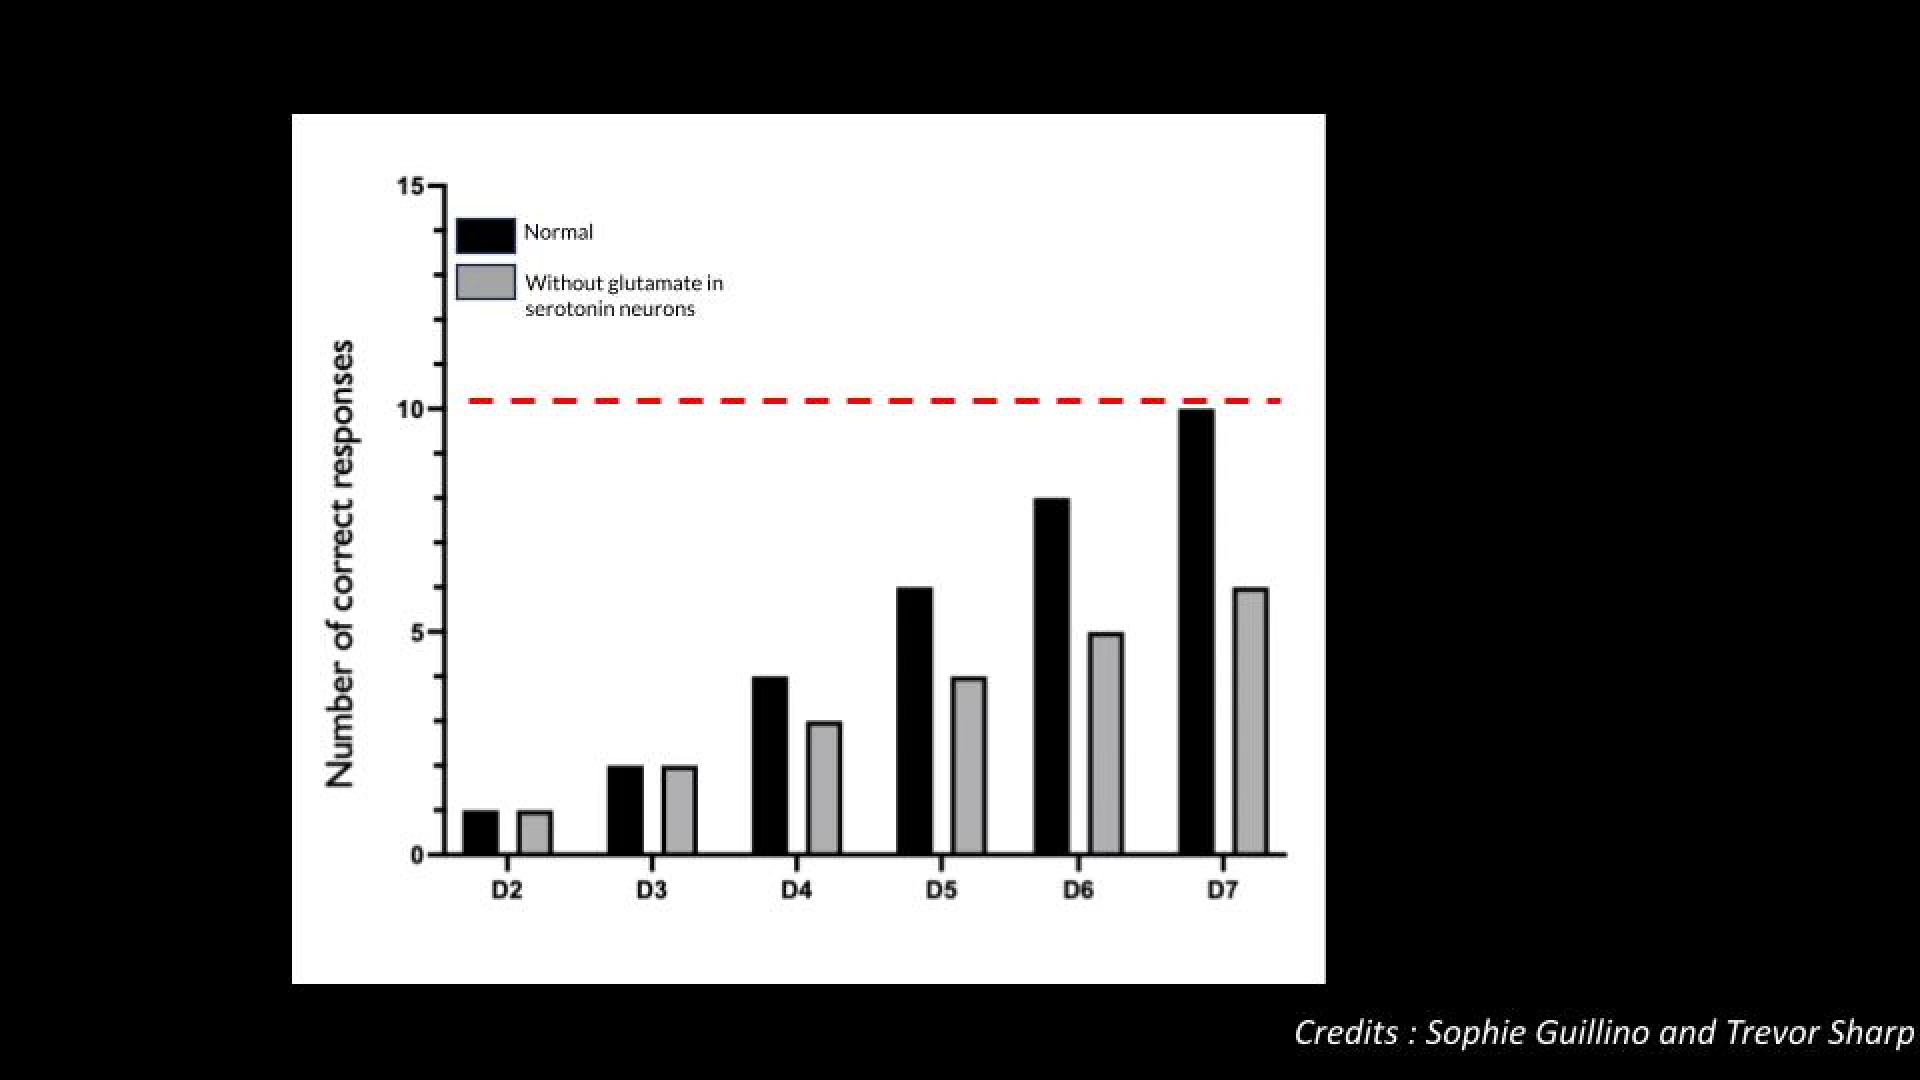 15
Normal
Without glutamate in
serotonin neurons
Number of correct responses
10
5
0
D2 D3 D4 D5 D6 D7
Credits : Sophie Guillino and Trevor Sharp